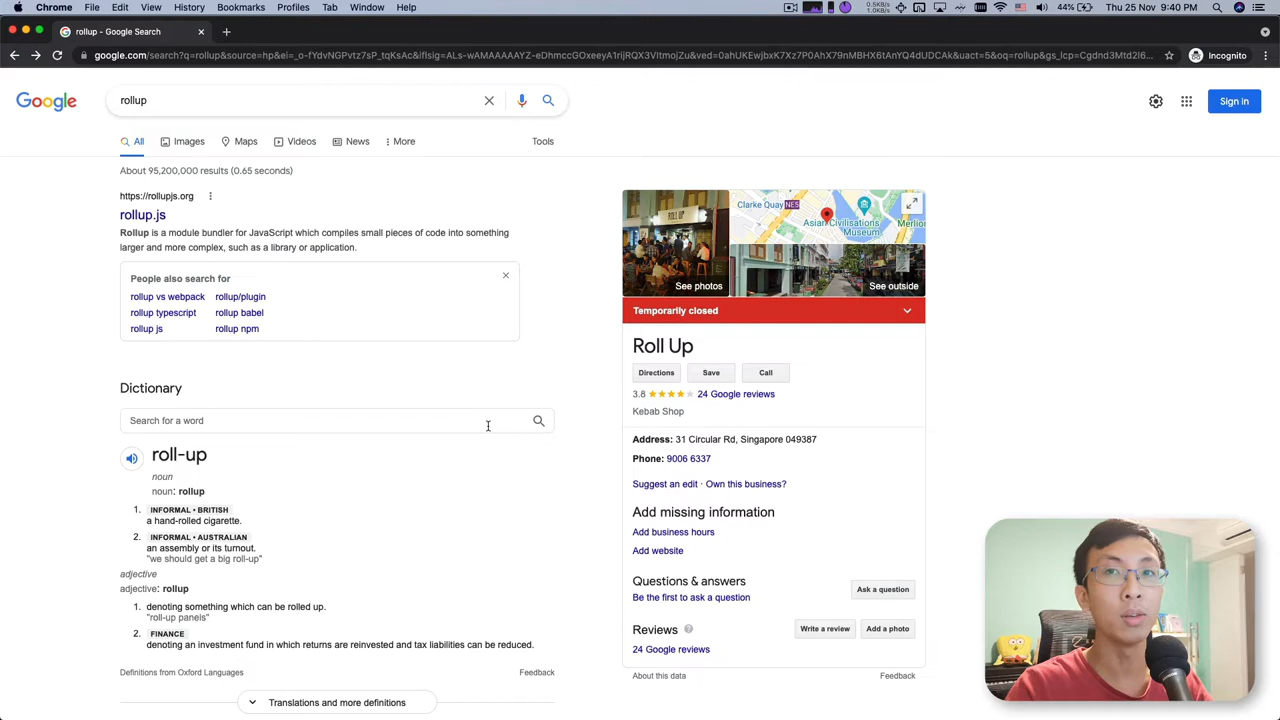 Chrome File Edit View History Bookmarks Profiles Tab Window Help
0.5KB/s
1.0KB/s
44%
Thu 25 Nov 9:40:01 PM
rollup - Google Search
Incognito
Google
rollup
Sign in
All Images Maps Videos News More Tools
About 95,200,000 results (0.65 seconds)
https://rollupjs.org
rollup.js
Rollup is a module bundler for JavaScript which compiles small pieces of code into something
larger and more complex, such as a library or application.
People also search for
rollup vs webpack rollup/plugin
rollup typescript rollup babel
rollup js rollup npm
Dictionary
Search for a word
roll-up
noun
noun: rollup
1. INFORMAL • BRITISH
a hand-rolled cigarette.
2. INFORMAL • AUSTRALIAN
an assembly or its turnout.
"we should get a big roll-up"
adjective
adjective: rollup
1. denoting something which can be rolled up.
"roll-up panels"
2. FINANCE
denoting an investment fund in which returns are reinvested and tax liabilities can be reduced.
Definitions from Oxford Languages Feedback
Translations and more definitions
ROLL UP
See photos
Clarke Quay NE5
Asian Civilisations
Museum
Merlio
See outside
Temporarily closed
Roll Up
Directions Save Call
3.8 24 Google reviews
Kebab Shop
Address: 31 Circular Rd, Singapore 049387
Phone: 9006 6337
Suggest an edit · Own this business?
Add missing information
Add business hours
Add website
Questions & answers
Be the first to ask a question
Ask a question
Reviews
Write a review Add a photo
24 Google reviews
About this data Feedback